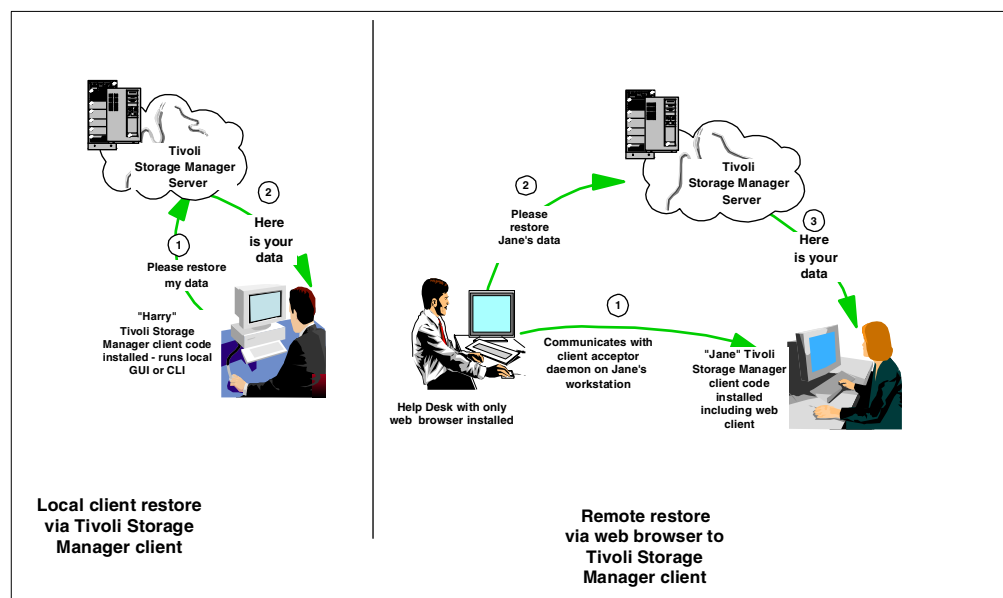 Tivoli
Storage Manager
Server
2
Here
is your
data
1
Please restore
my data
"Harry"
Tivoli Storage
Manager client code
installed - runs local
GUI or CLI
Local client restore
via Tivoli Storage
Manager client
Tivoli
Storage Manager
Server
2
Please
restore
Jane's data
3
Here
is your
data
1
Communicates with
client acceptor
daemon on Jane's
workstation
"Jane" Tivoli
Storage Manager
client code
installed
including web
client
Help Desk with only
web browser installed
Remote restore
via web browser to
Tivoli Storage
Manager client